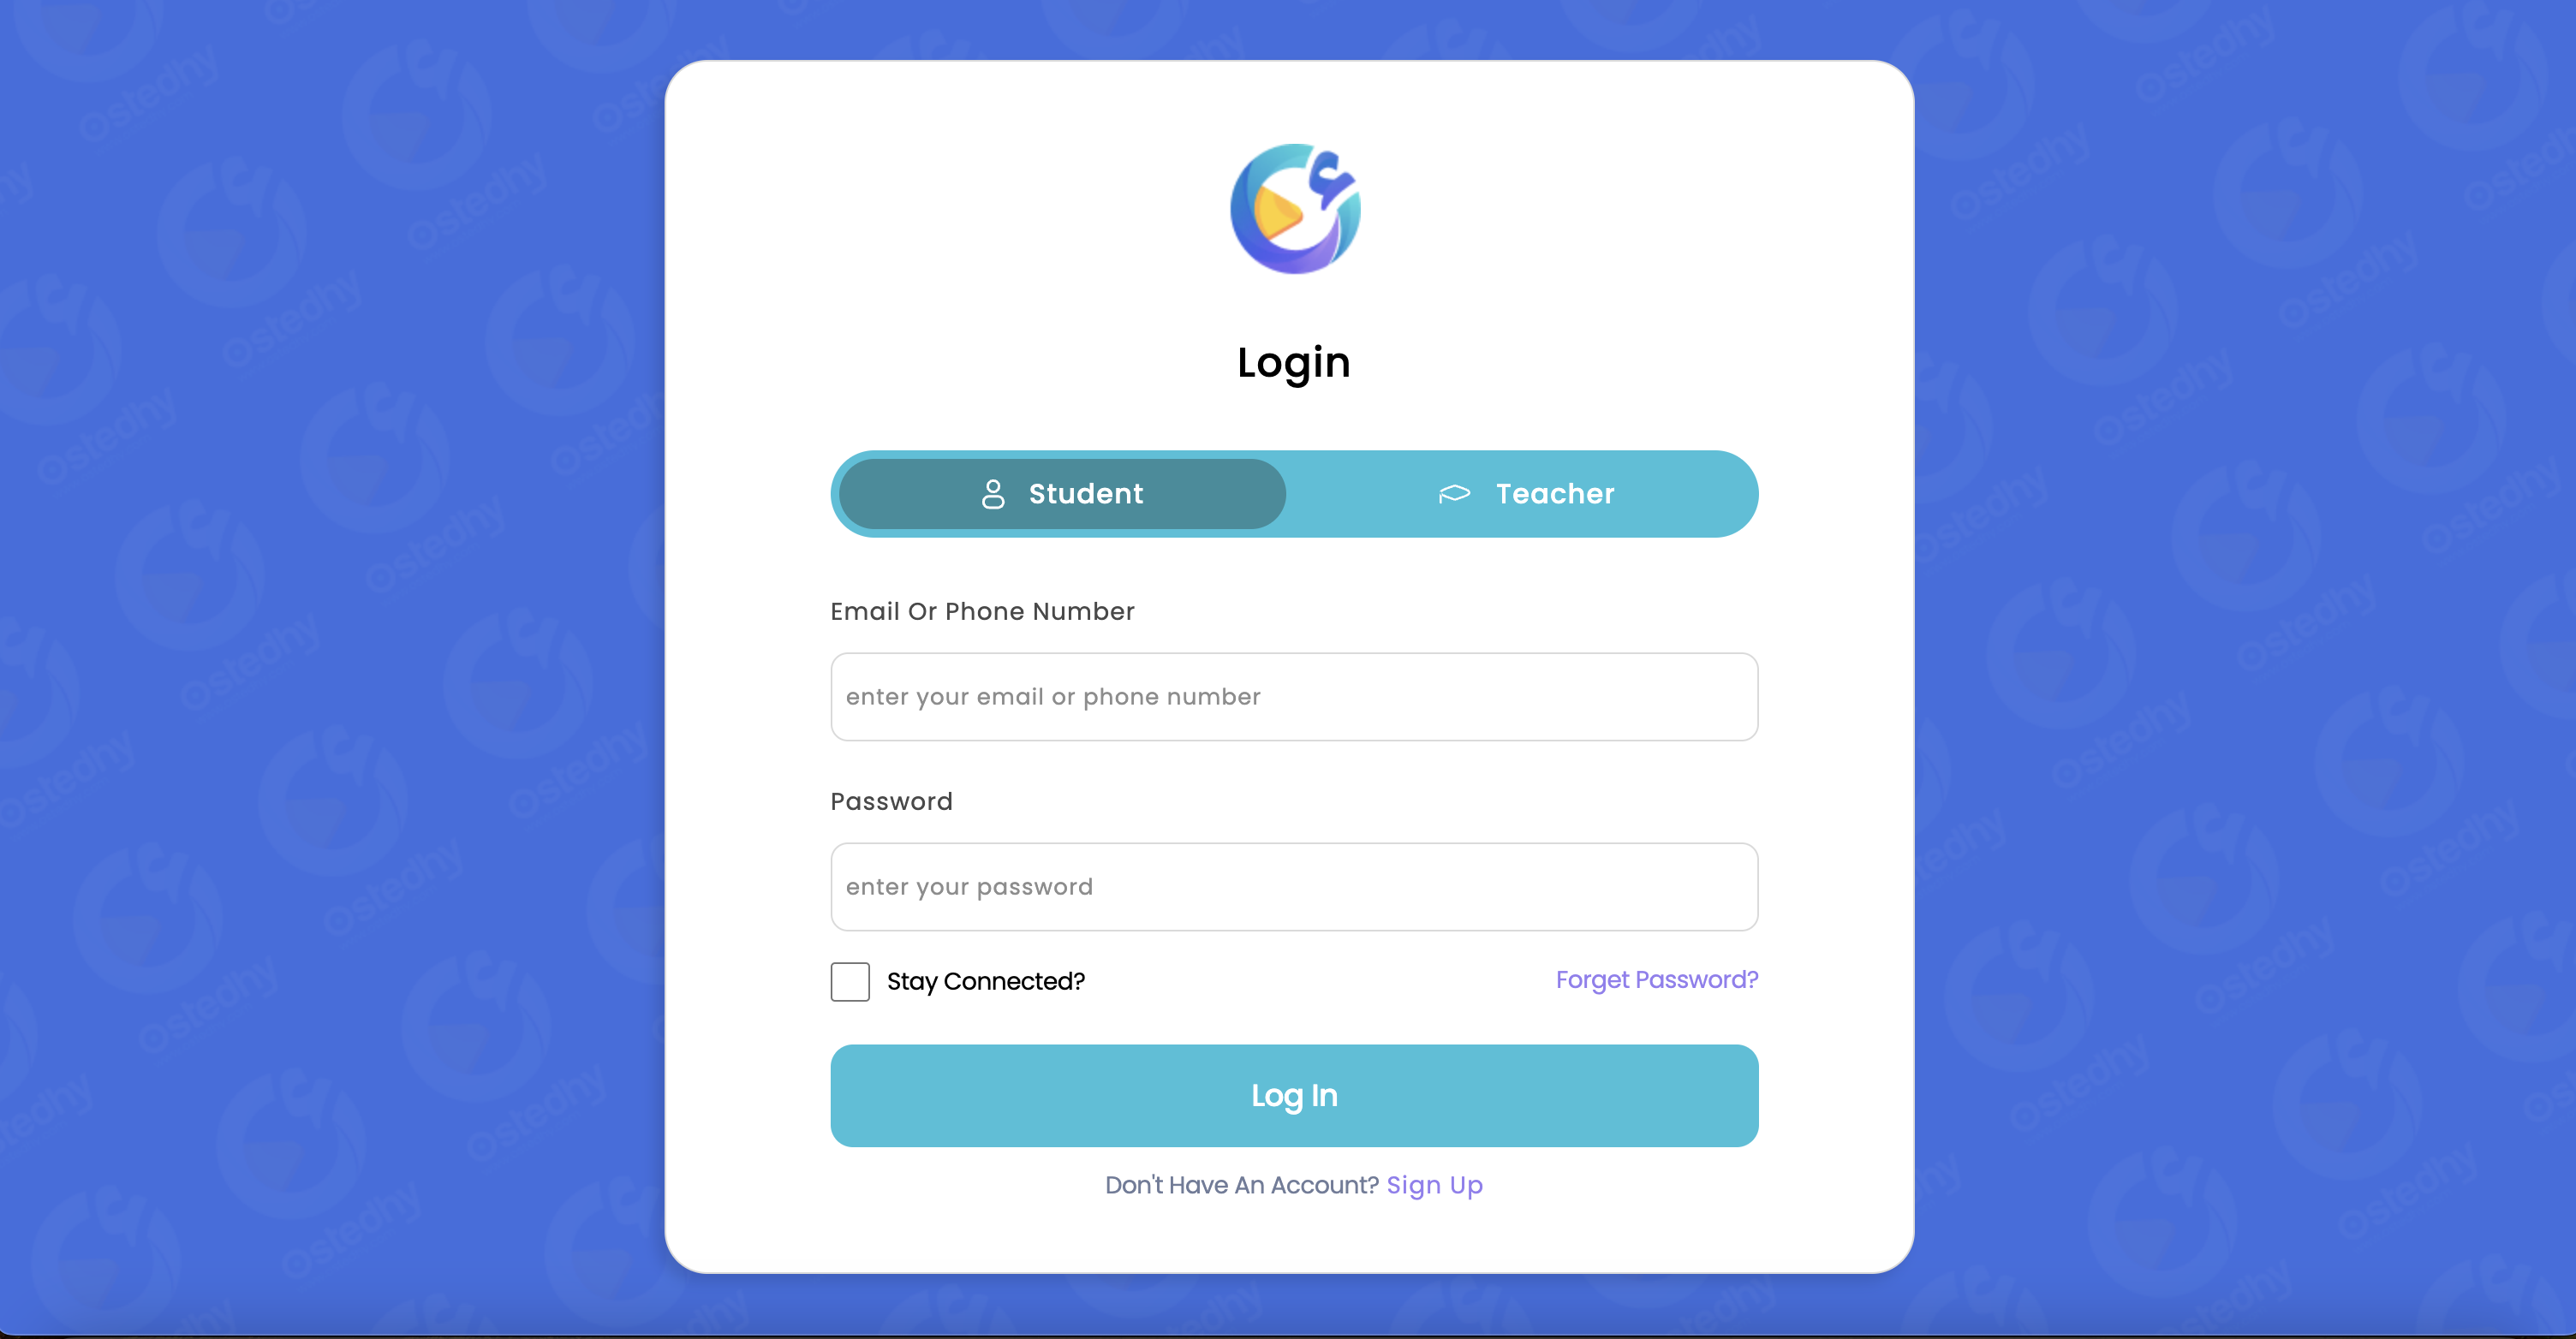 Login
Student
Teacher
Email Or Phone Number
enter your email or phone number
Password
enter your password
Stay Connected?
Forget Password?
Log In
Don't Have An Account? Sign Up
Ostedhy